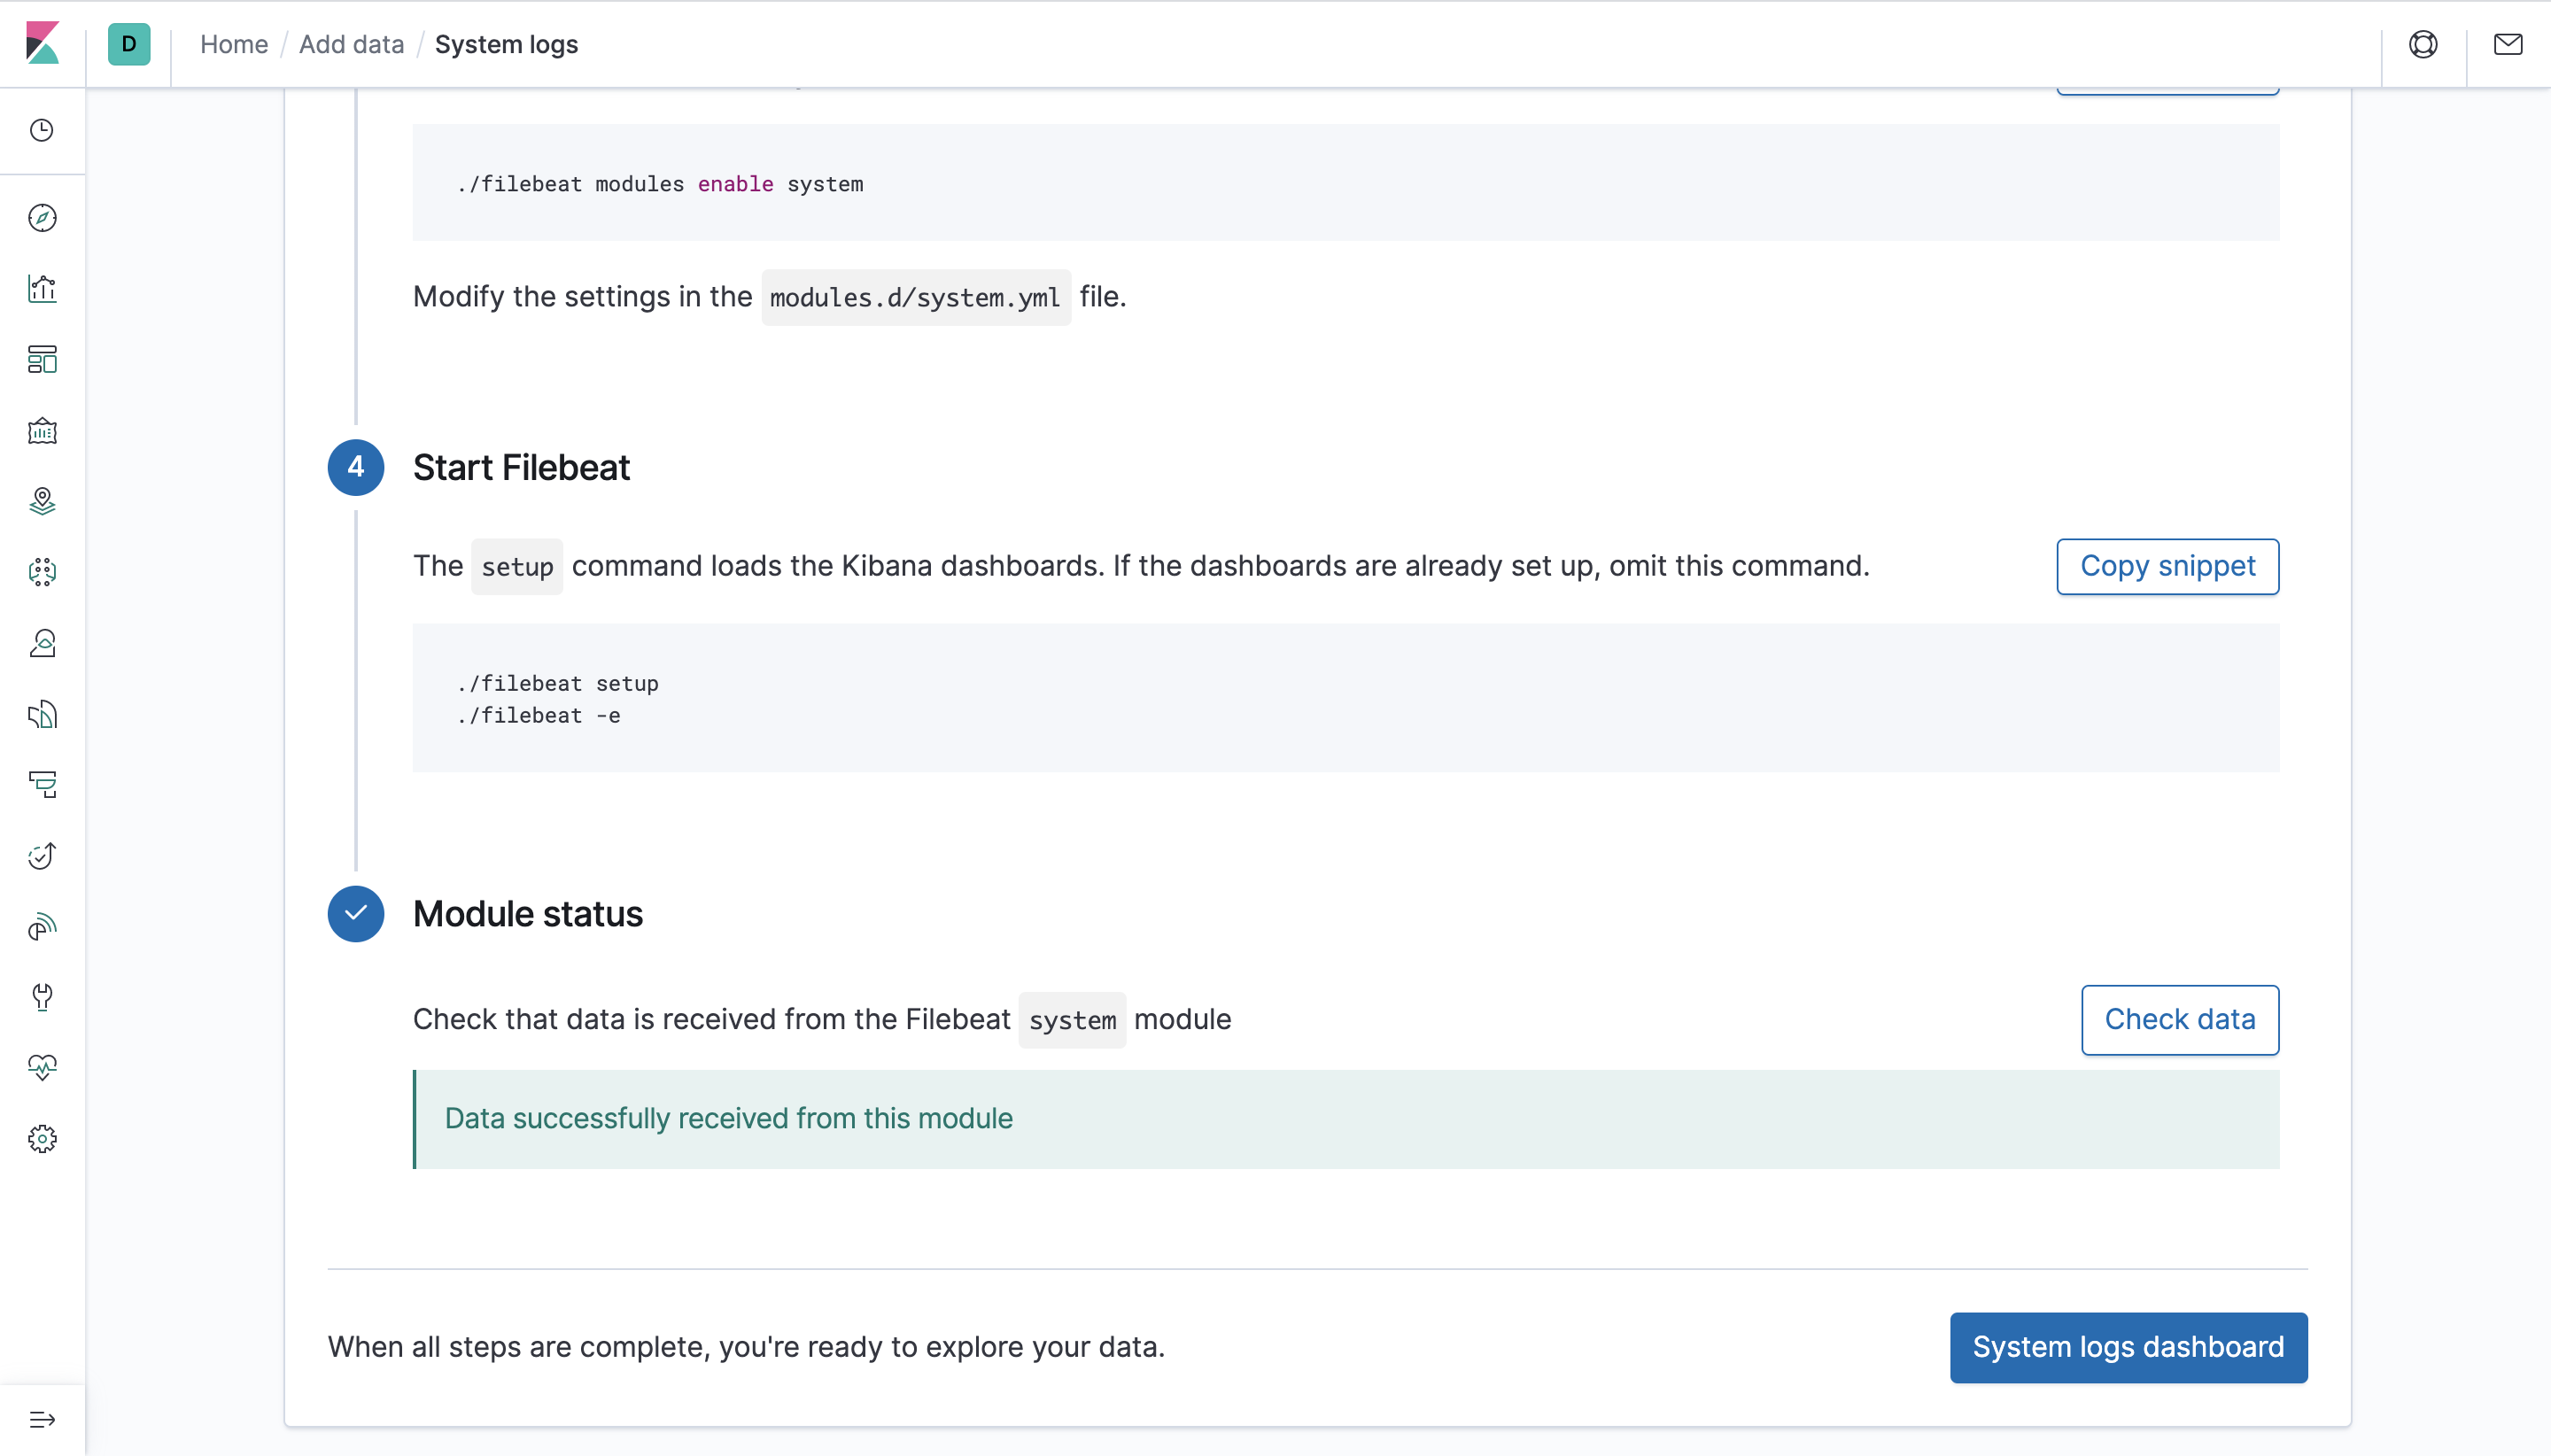 D
Home / Add data / System logs
./filebeat modules enable system
Modify the settings in the modules.d/system.yml file.
4
Start Filebeat
The setup command loads the Kibana dashboards. If the dashboards are already set up, omit this command.
Copy snippet
./filebeat setup
./filebeat -e
Module status
Check that data is received from the Filebeat system module
Check data
Data successfully received from this module
When all steps are complete, you're ready to explore your data.
System logs dashboard